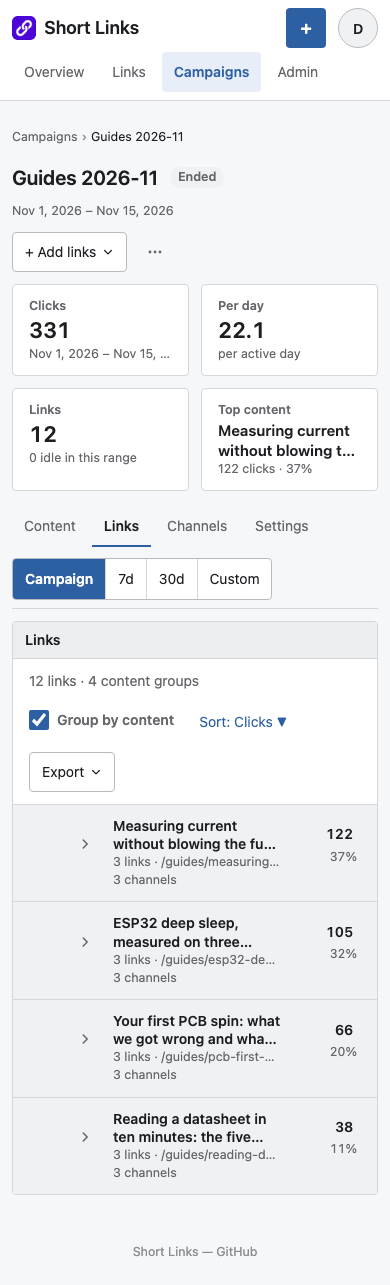 Short Links
+
D
Overview
Links
Campaigns
Admin
Campaigns › Guides 2026-11
Guides 2026-11
Ended
Nov 1, 2026 – Nov 15, 2026
+ Add links
···
Clicks
331
Nov 1, 2026 – Nov 15, ...
Per day
22.1
per active day
Links
12
0 idle in this range
Top content
Measuring current
without blowing t...
122 clicks · 37%
Content
Links
Channels
Settings
Campaign
7d
30d
Custom
Links
12 links · 4 content groups
Group by content
Sort: Clicks ▼
Export
Measuring current
without blowing the fu...
3 links · /guides/measuring...
3 channels
122
37%
ESP32 deep sleep,
measured on three...
3 links · /guides/esp32-de...
3 channels
105
32%
Your first PCB spin: what
we got wrong and wha...
3 links · /guides/pcb-first-...
3 channels
66
20%
Reading a datasheet in
ten minutes: the five...
3 links · /guides/reading-d...
3 channels
38
11%
Short Links — GitHub